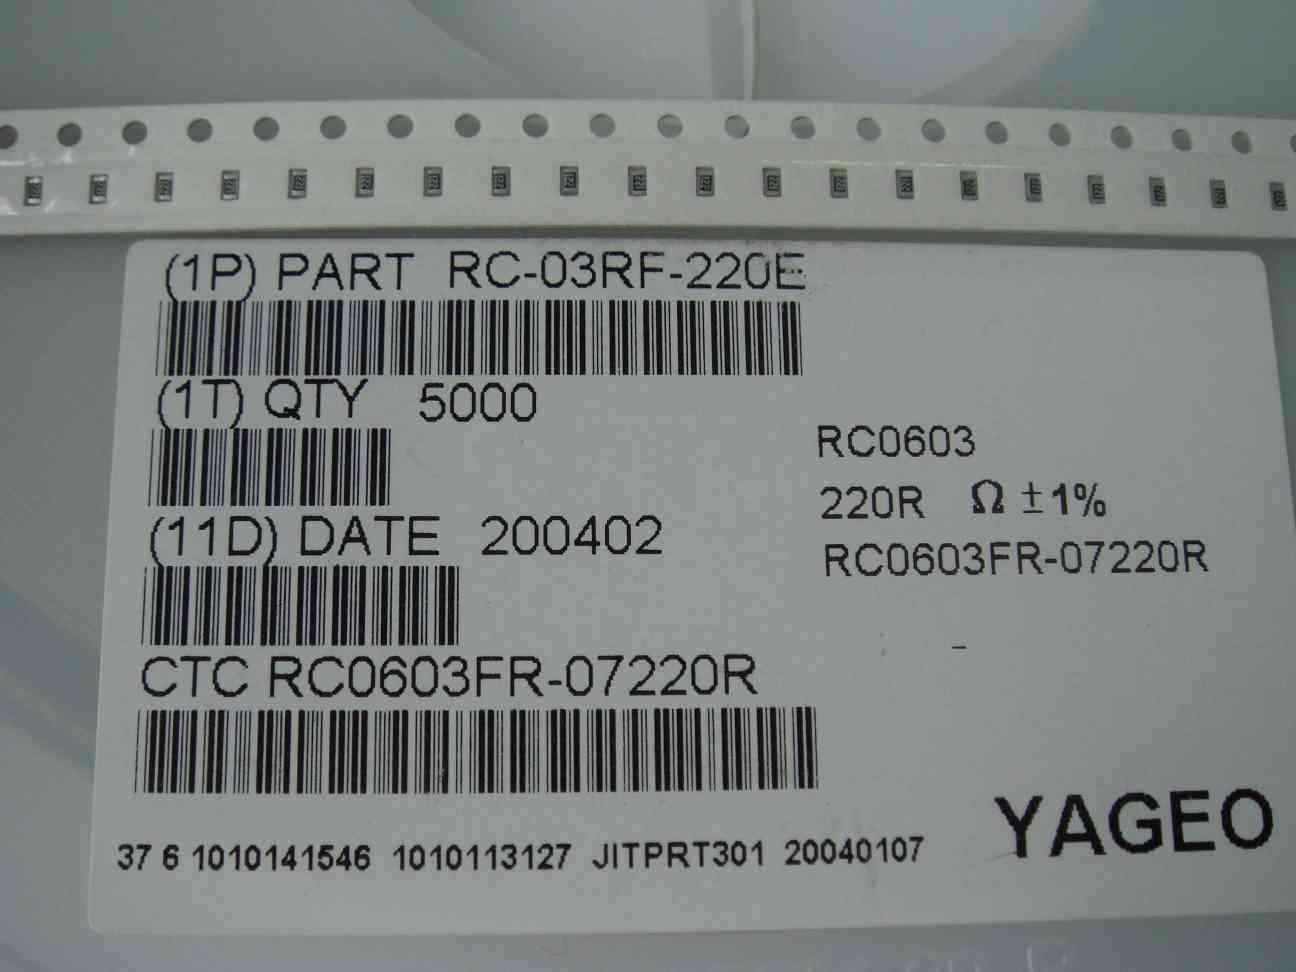 (1P) PART RC-03RF-220E
(1T) QTY 5000
RC0603
220R Ω ±1%
(11D) DATE 200402
RC0603FR-07220R
CTC RC0603FR-07220R
YAGEO
37 6 1010141546 1010113127 JITPRT301 20040107